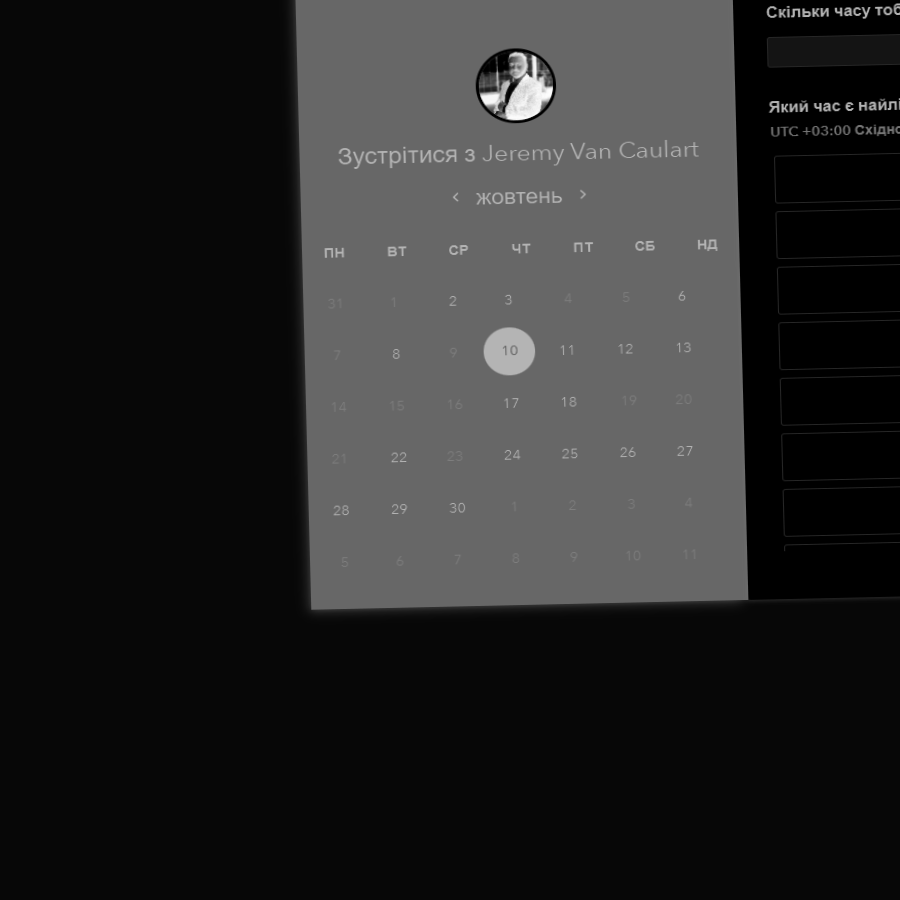 Зустрітися з Jeremy Van Caulart
‹ жовтень ›
ПН ВТ СР ЧТ ПТ СБ НД
31 1 2 3 4 5 6
7 8 9 10 11 12 13
14 15 16 17 18 19 20
21 22 23 24 25 26 27
28 29 30 1 2 3 4
5 6 7 8 9 10 11
Скільки часу тоб
Який час є найлі
UTC +03:00 Східно